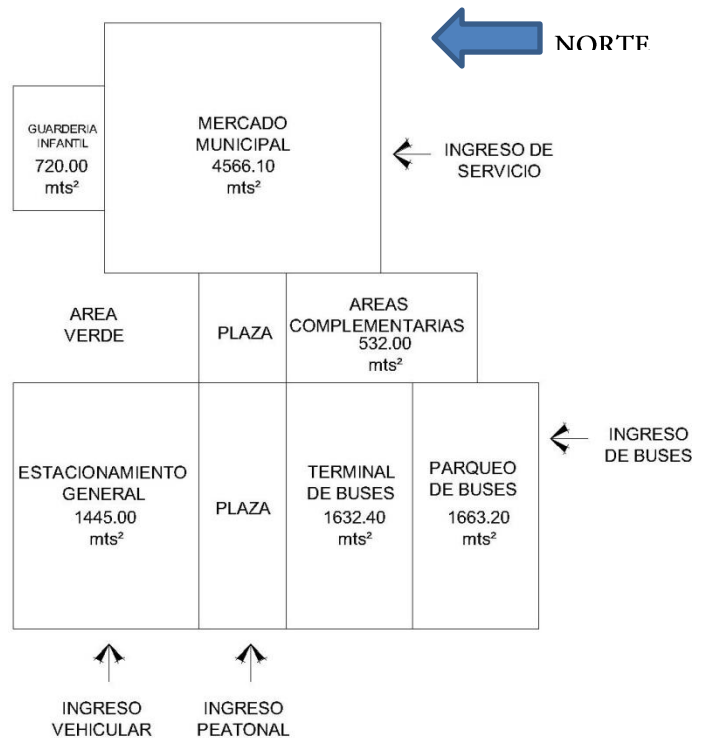 NORTE
GUARDERIA
INFANTIL
720.00
mts²
MERCADO
MUNICIPAL
4566.10
mts²
INGRESO DE
SERVICIO
AREA
VERDE
PLAZA
AREAS
COMPLEMENTARIAS
532.00
mts²
ESTACIONAMIENTO
GENERAL
1445.00
mts²
PLAZA
TERMINAL
DE BUSES
1632.40
mts²
PARQUEO
DE BUSES
1663.20
mts²
INGRESO
DE BUSES
INGRESO
VEHICULAR
INGRESO
PEATONAL